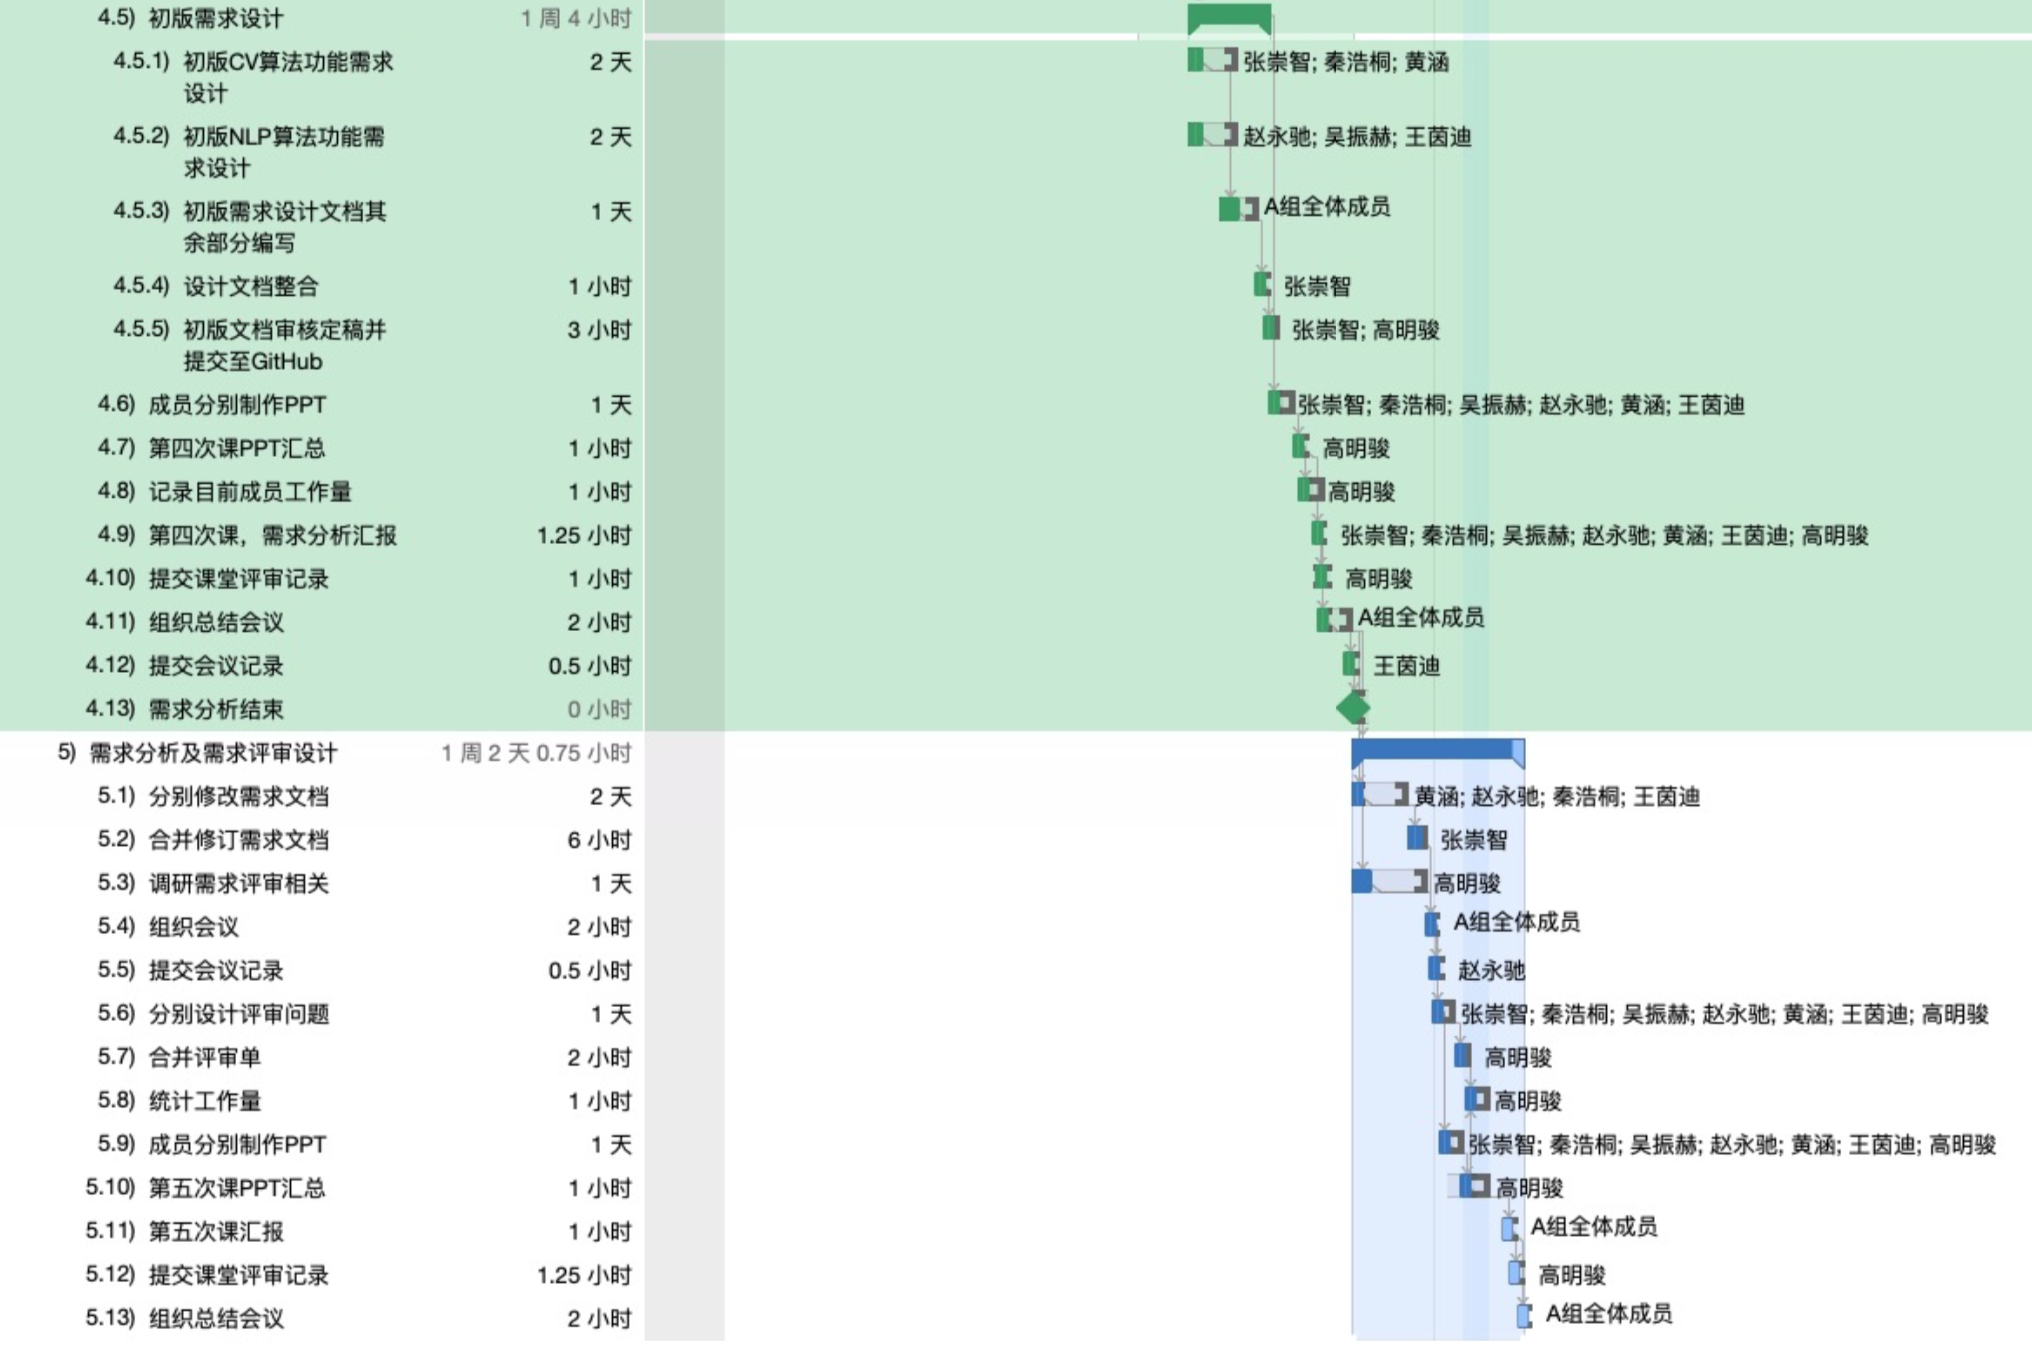 4.5) 初版需求设计 1 周 4 小时
4.5.1) 初版CV算法功能需求 2 天 张崇智; 秦浩桐; 黄涵
设计
4.5.2) 初版NLP算法功能需 2 天 赵永驰; 吴振赫; 王茵迪
求设计
4.5.3) 初版需求设计文档其 1 天 A组全体成员
余部分编写
4.5.4) 设计文档整合 1 小时 张崇智
4.5.5) 初版文档审核定稿并 3 小时 张崇智; 高明骏
提交至GitHub
4.6) 成员分别制作PPT 1 天 张崇智; 秦浩桐; 吴振赫; 赵永驰; 黄涵; 王茵迪
4.7) 第四次课PPT汇总 1 小时 高明骏
4.8) 记录目前成员工作量 1 小时 高明骏
4.9) 第四次课，需求分析汇报 1.25 小时 张崇智; 秦浩桐; 吴振赫; 赵永驰; 黄涵; 王茵迪; 高明骏
4.10) 提交课堂评审记录 1 小时 高明骏
4.11) 组织总结会议 2 小时 A组全体成员
4.12) 提交会议记录 0.5 小时 王茵迪
4.13) 需求分析结束 0 小时
5) 需求分析及需求评审设计 1 周 2 天 0.75 小时
5.1) 分别修改需求文档 2 天 黄涵; 赵永驰; 秦浩桐; 王茵迪
5.2) 合并修订需求文档 6 小时 张崇智
5.3) 调研需求评审相关 1 天 高明骏
5.4) 组织会议 2 小时 A组全体成员
5.5) 提交会议记录 0.5 小时 赵永驰
5.6) 分别设计评审问题 1 天 张崇智; 秦浩桐; 吴振赫; 赵永驰; 黄涵; 王茵迪; 高明骏
5.7) 合并评审单 2 小时 高明骏
5.8) 统计工作量 1 小时 高明骏
5.9) 成员分别制作PPT 1 天 张崇智; 秦浩桐; 吴振赫; 赵永驰; 黄涵; 王茵迪; 高明骏
5.10) 第五次课PPT汇总 1 小时 高明骏
5.11) 第五次课汇报 1 小时 A组全体成员
5.12) 提交课堂评审记录 1.25 小时 高明骏
5.13) 组织总结会议 2 小时 A组全体成员